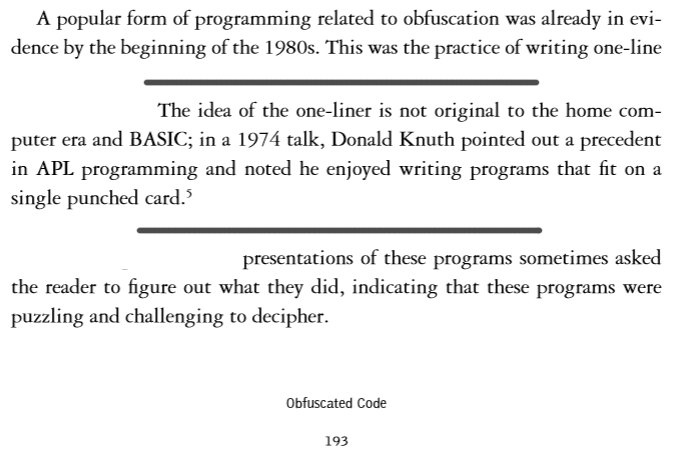 A popular form of programming related to obfuscation was already in evi-
dence by the beginning of the 1980s. This was the practice of writing one-line
The idea of the one-liner is not original to the home com-
puter era and BASIC; in a 1974 talk, Donald Knuth pointed out a precedent
in APL programming and noted he enjoyed writing programs that fit on a
single punched card.⁵
presentations of these programs sometimes asked
the reader to figure out what they did, indicating that these programs were
puzzling and challenging to decipher.
Obfuscated Code
193